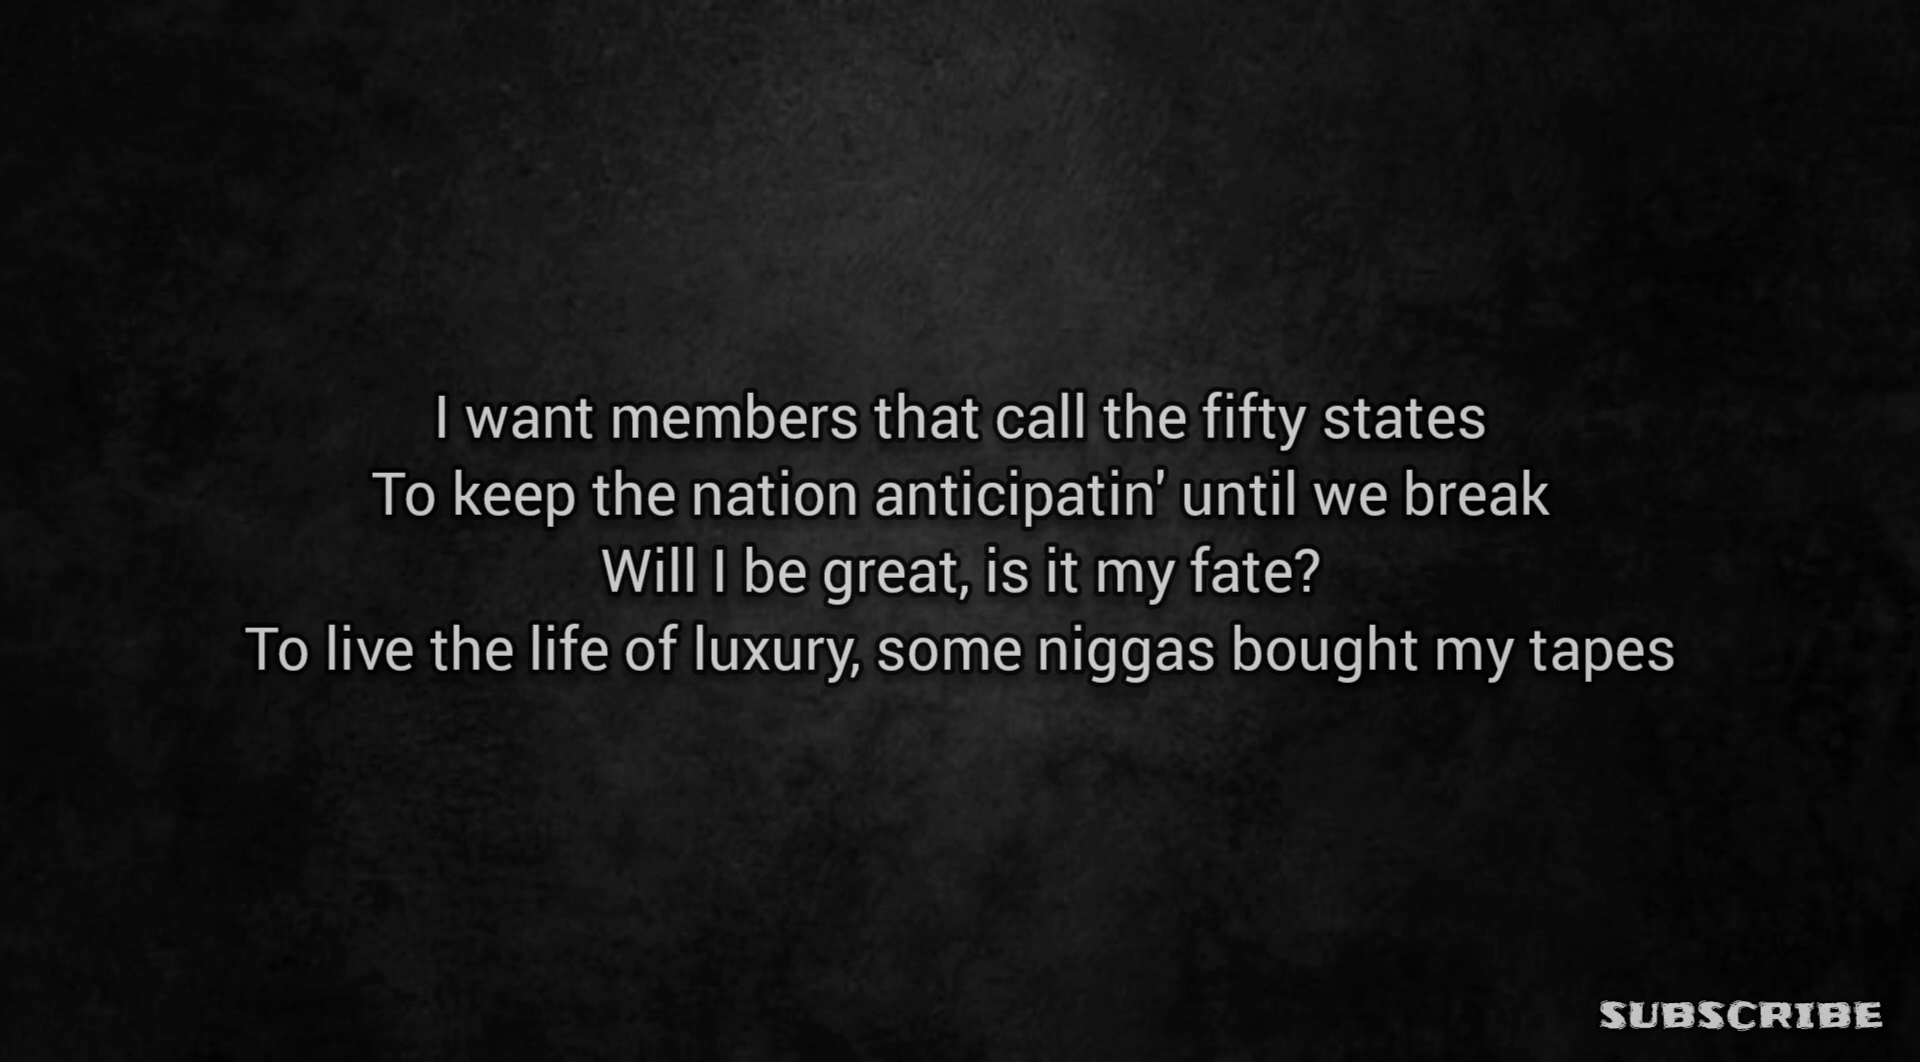 I want members that call the fifty states
To keep the nation anticipatin' until we break
Will I be great, is it my fate?
To live the life of luxury, some niggas bought my tapes
SUBSCRIBE